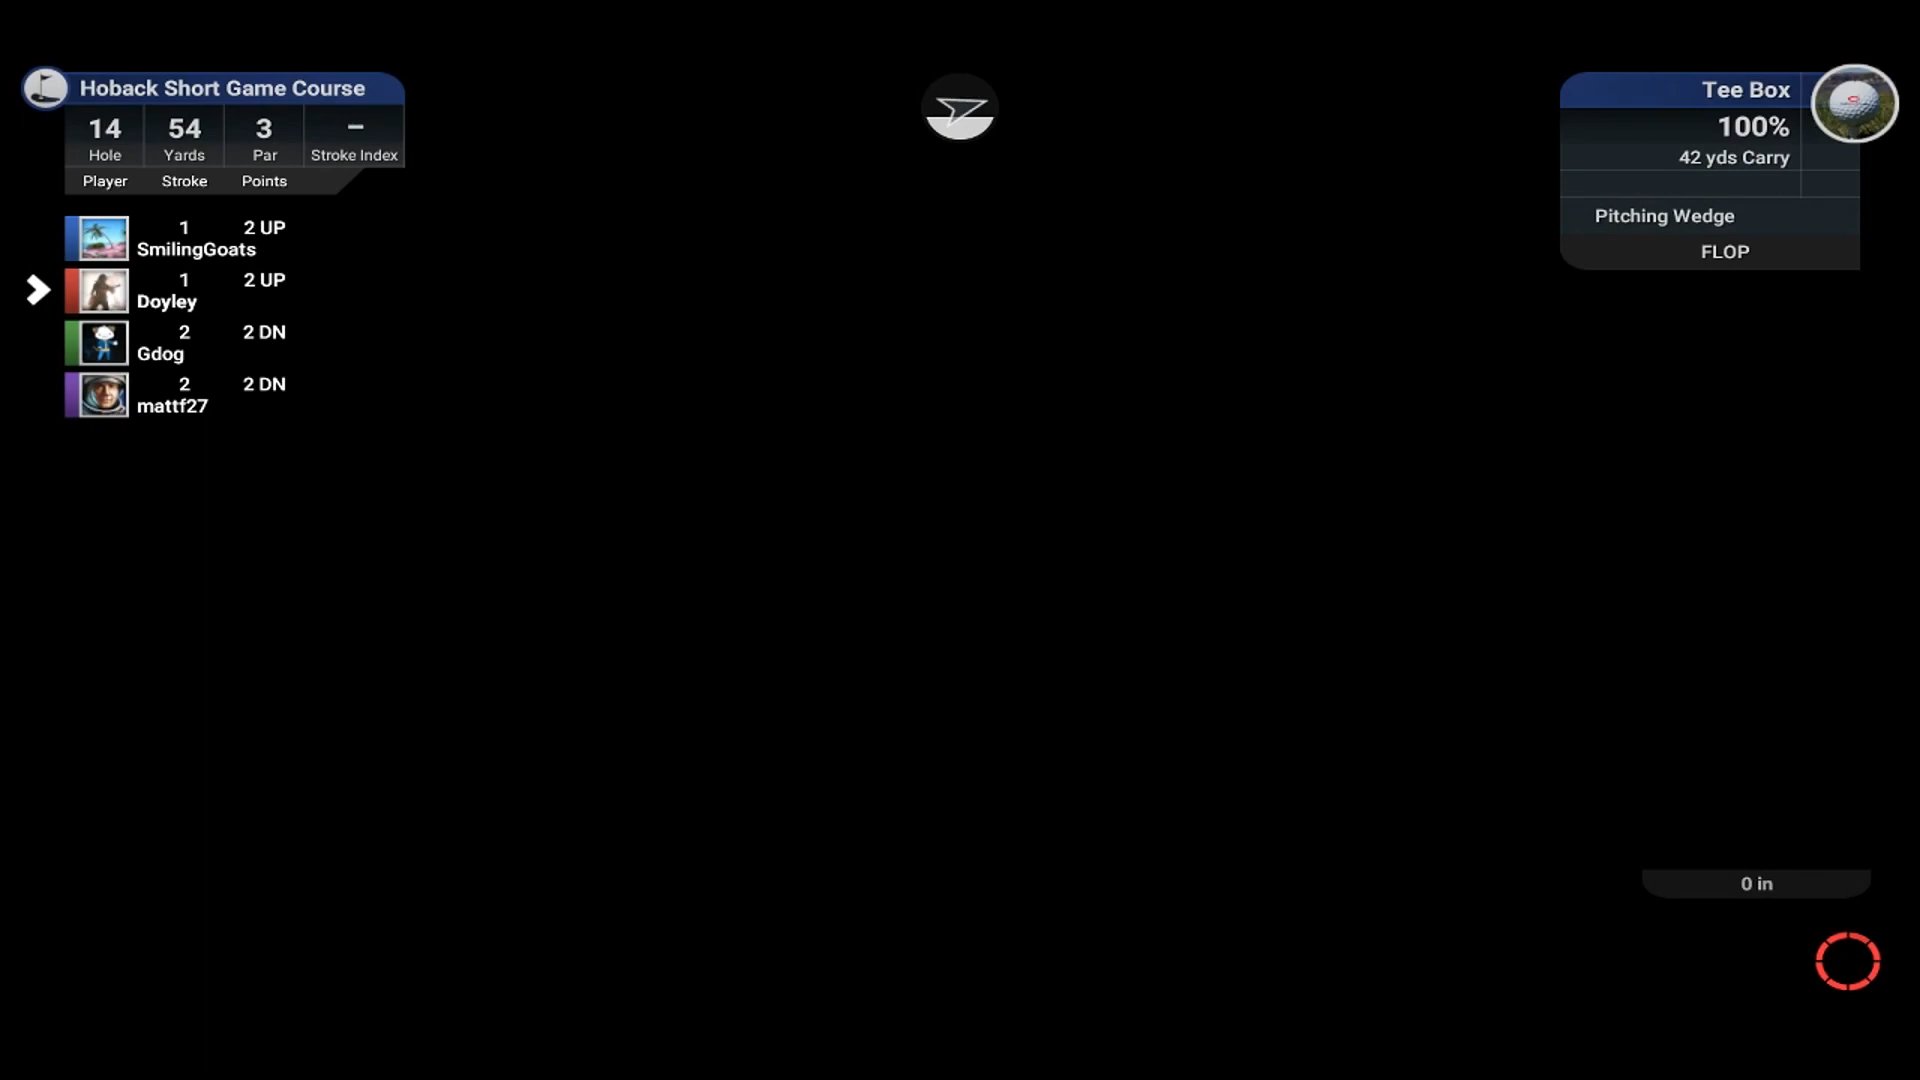 Hoback Short Game Course
14 54 3 –
Hole Yards Par Stroke Index
Player Stroke Points
1 2 UP
SmilingGoats
1 2 UP
Doyley
2 2 DN
Gdog
2 2 DN
mattf27
Tee Box
100%
42 yds Carry
Pitching Wedge
FLOP
0 in